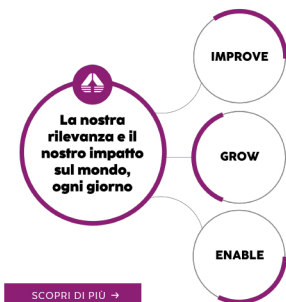 IMPROVE
La nostra
rilevanza e il
nostro impatto
sul mondo,
ogni giorno
GROW
ENABLE
SCOPRI DI PIÙ →